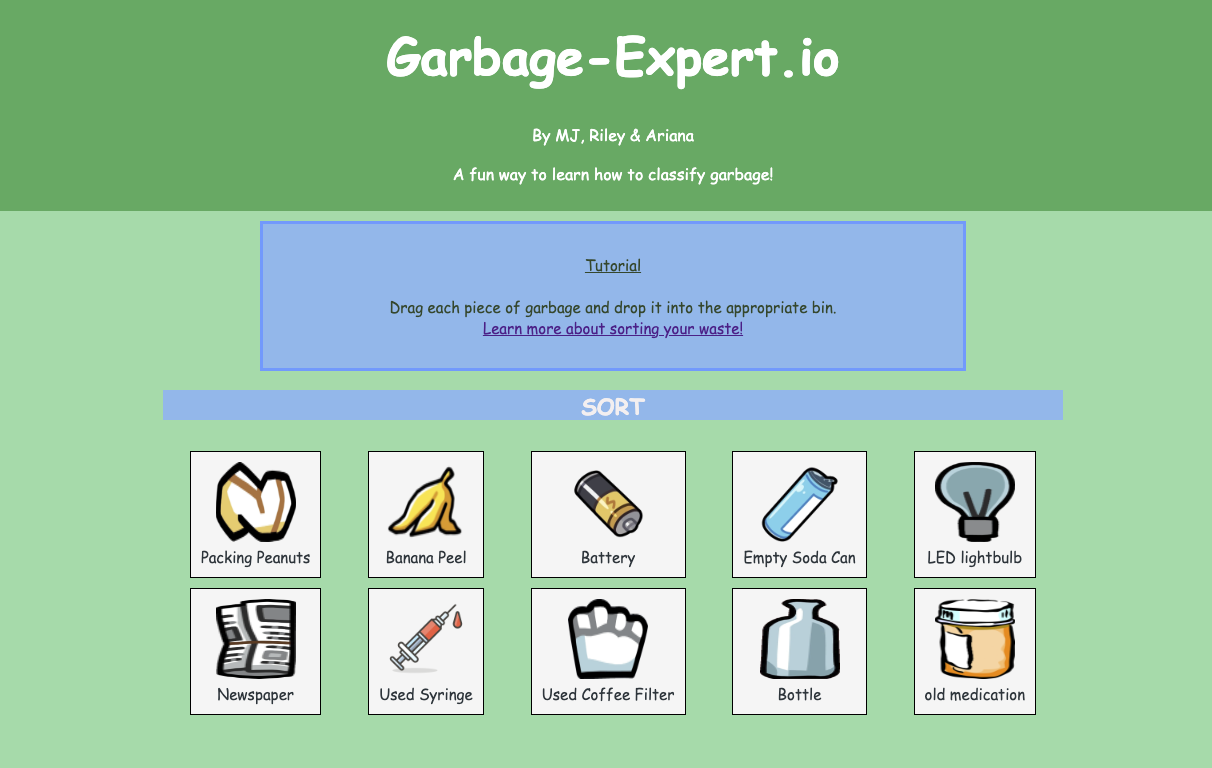 Garbage-Expert.io
By MJ, Riley & Ariana
A fun way to learn how to classify garbage!
Tutorial
Drag each piece of garbage and drop it into the appropriate bin.
Learn more about sorting your waste!
SORT
Packing Peanuts
Banana Peel
Battery
Empty Soda Can
LED lightbulb
Newspaper
Used Syringe
Used Coffee Filter
Bottle
old medication